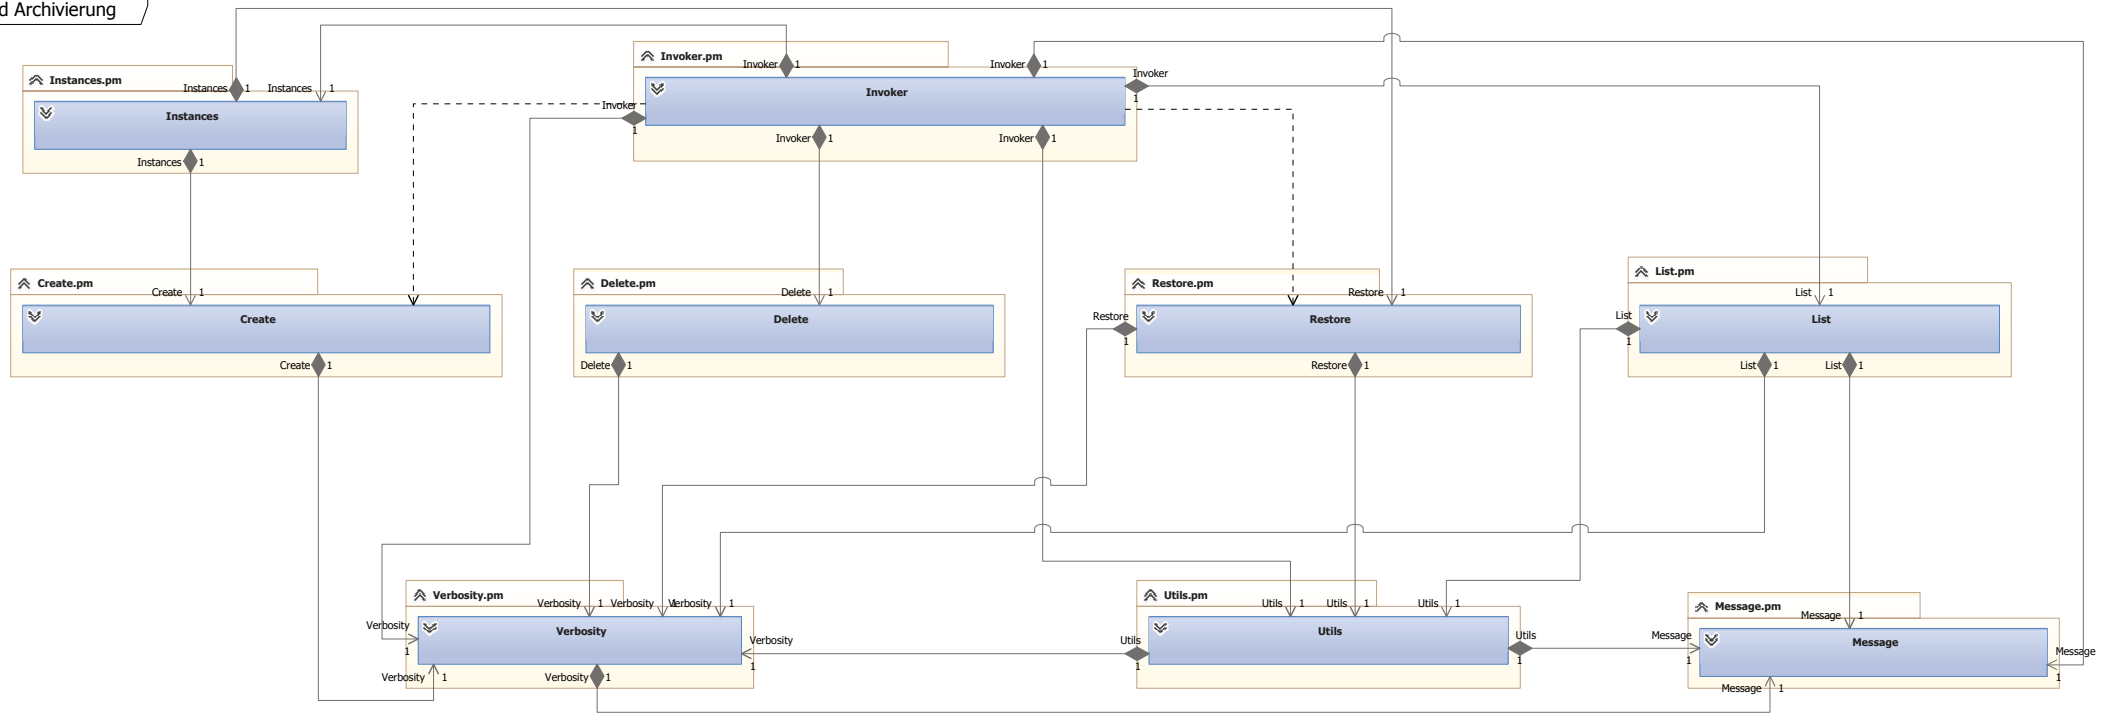 d Archivierung
Invoker.pm
Invoker 1
Invoker 1
Invoker
1
Instances.pm
Instances 1
Instances 1
Invoker
Invoker
1
Instances
Invoker 1
Invoker 1
Instances 1
Create.pm
Create 1
Create
Create 1
Delete.pm
Delete 1
Delete
Delete 1
Restore.pm
Restore 1
Restore
1
Restore
Restore 1
List.pm
List 1
List
1
List
List 1
List 1
Verbosity.pm
Verbosity 1
Verbosity 1
Verbosity 1
Verbosity
1
Verbosity
Verbosity
1
Verbosity 1
Verbosity 1
Utils.pm
Utils 1
Utils 1
Utils 1
Utils
Utils
1
Utils
1
Message.pm
Message 1
Message
1
Message
Message
1
Message 1